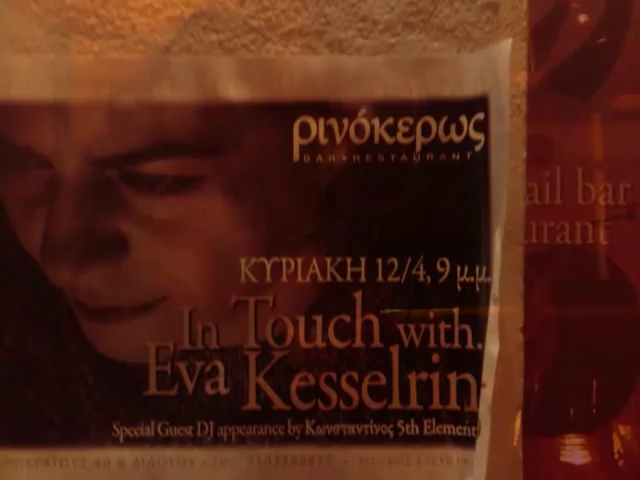 ρινόκερως
BAR•RESTAURANT
ΚΥΡΙΑΚΗ 12/4, 9 μ.μ.
In Touch with.
Eva Kesselrin
Special Guest DJ appearance by Κωνσταντίνος 5th Element
ail bar
urant